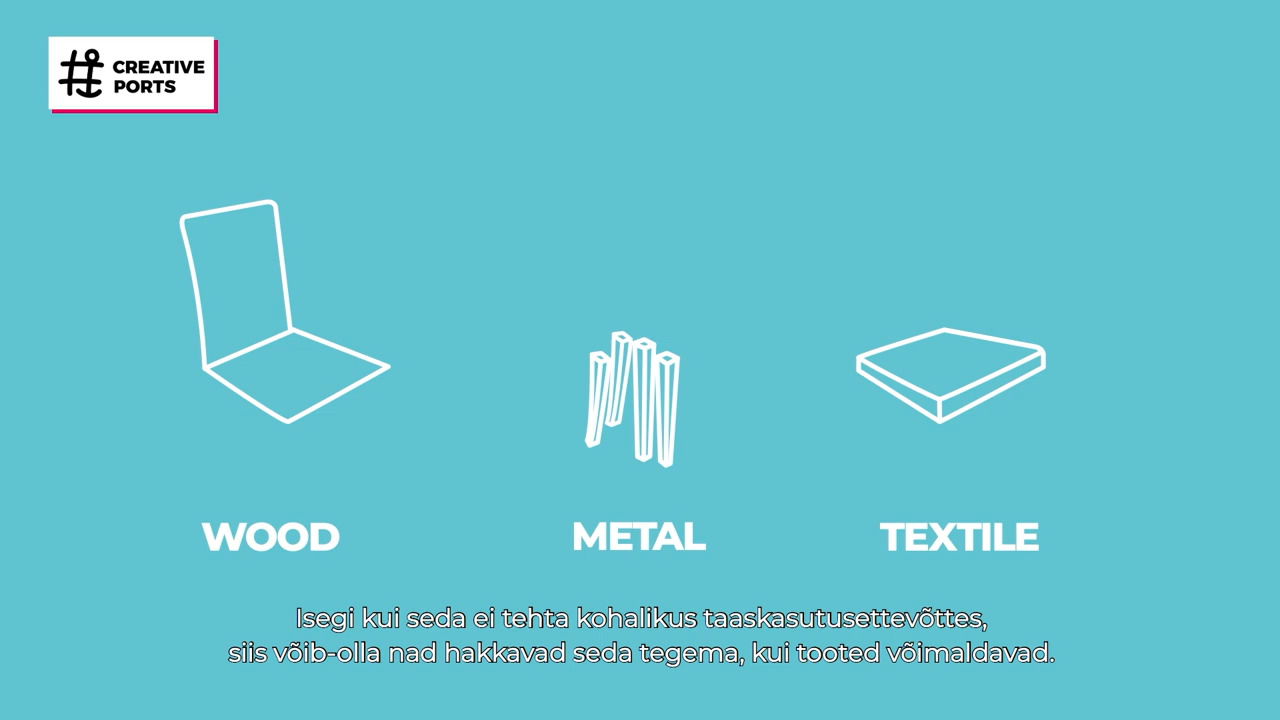 CREATIVE
PORTS
WOOD METAL TEXTILE
Isegi kui seda ei tehta kohalikus taaskasutusettevõttes,
siis võib-olla nad hakkavad seda tegema, kui tooted võimaldavad.